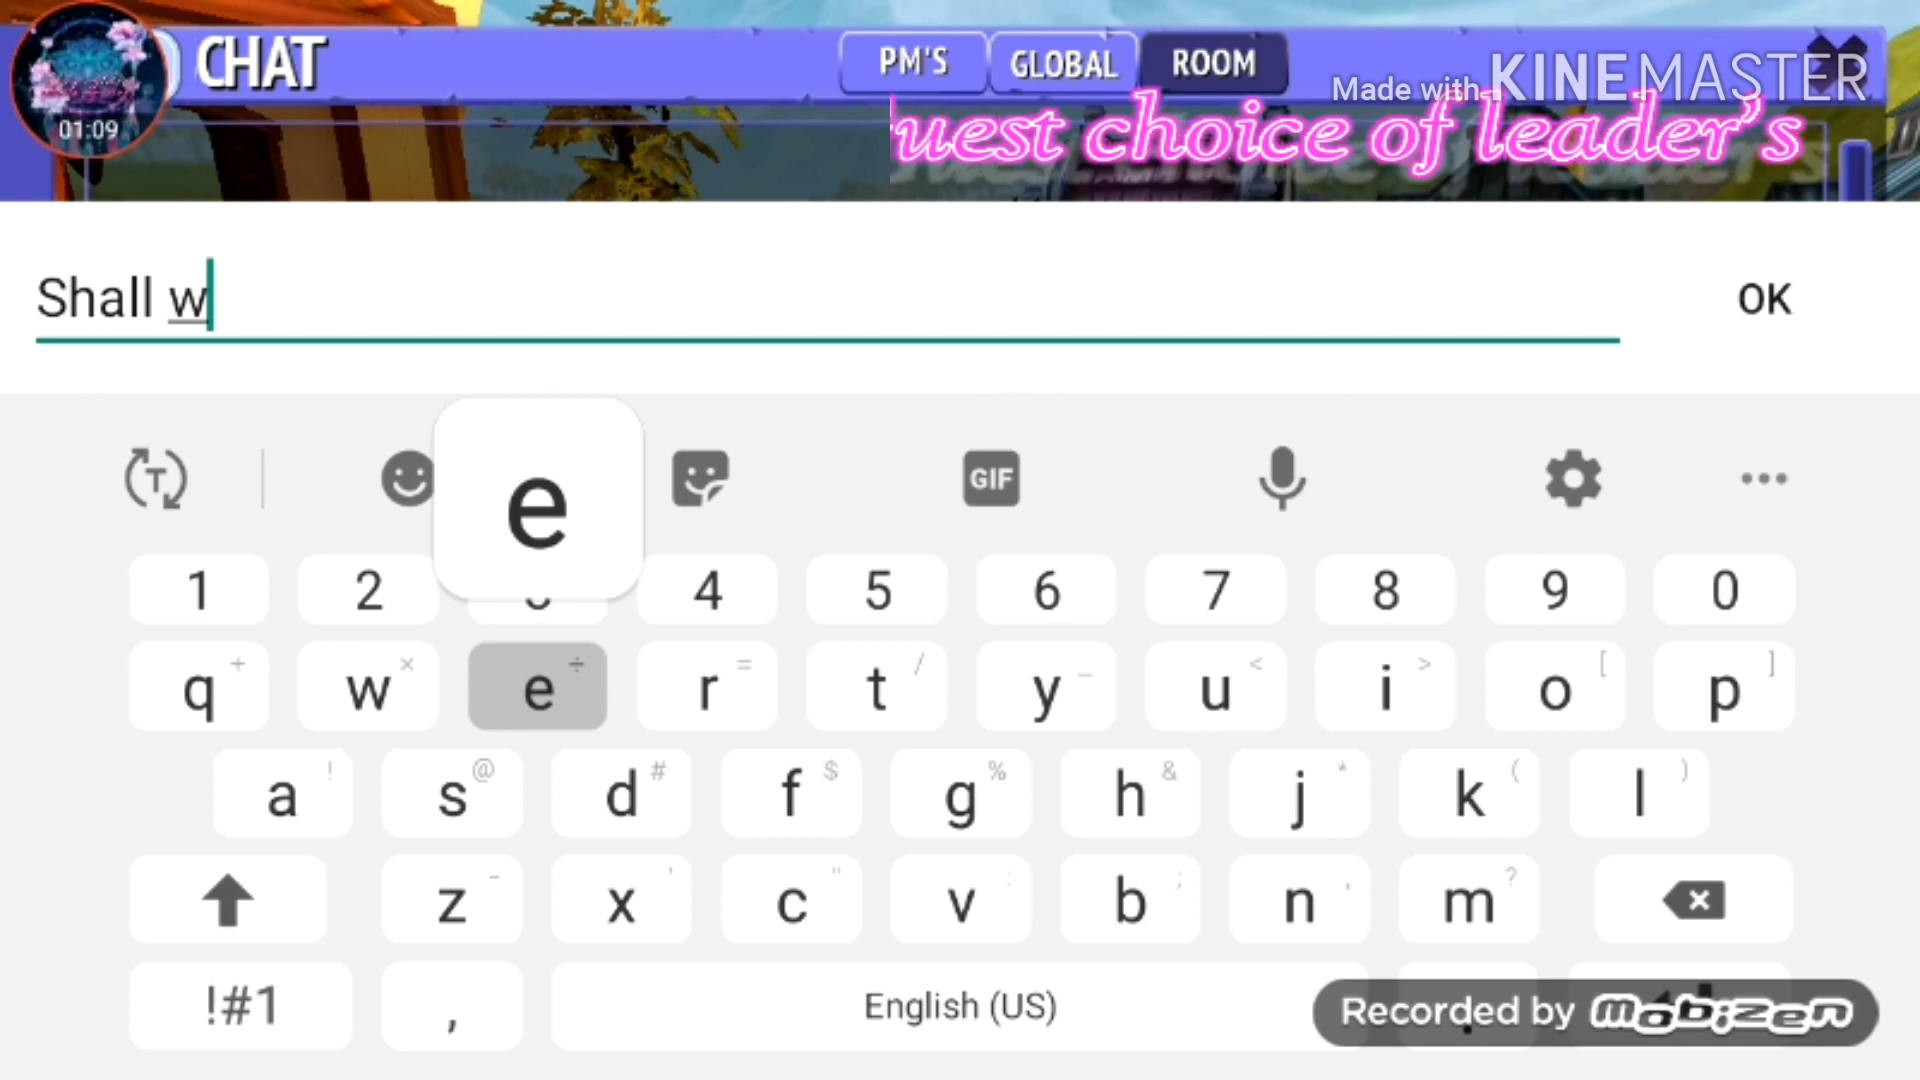 CHAT
PM'S GLOBAL ROOM
Made with KINEMASTER
01:09
uest choice of leader's
Shall w
OK
T
GIF
e
1 2 4 5 6 7 8 9 0
q + w × e ÷ r = t / y _ u < i > o [ p ]
a ! s @ d # f $ g % h & j * k ( l )
z - x ' c " v : b ; n , m ?
!#1 , English (US) .
Recorded by mobizen